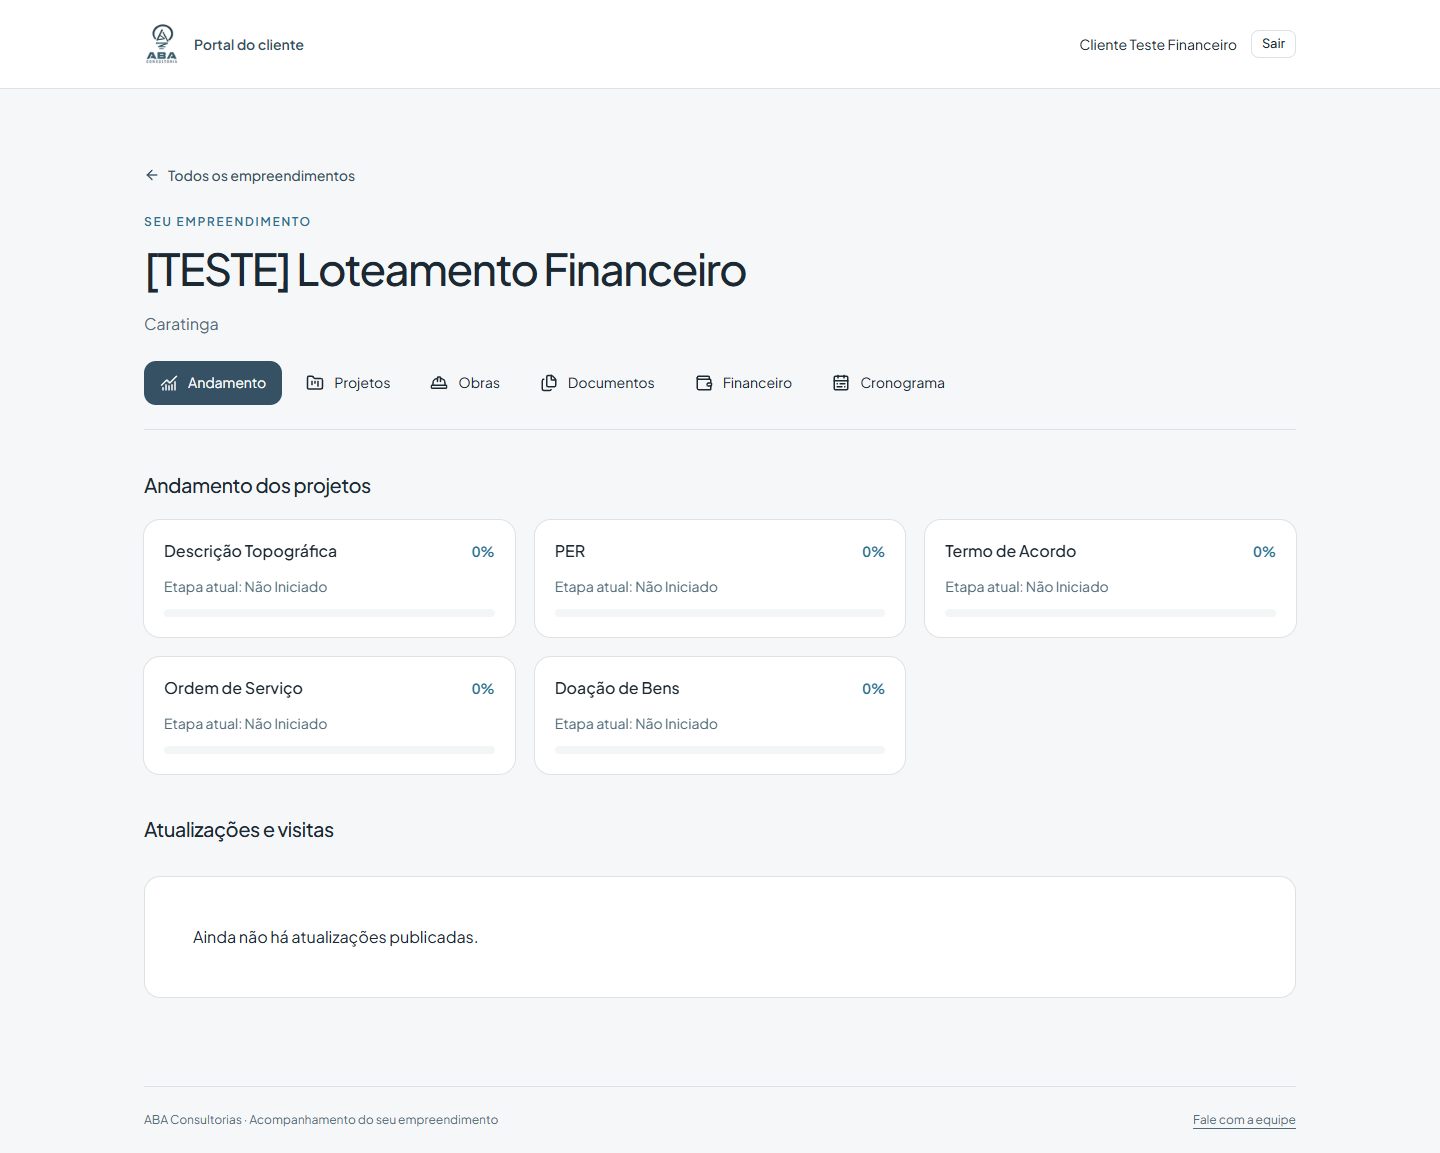 ABA
CONSULTORIA
Portal do cliente
Cliente Teste Financeiro
Sair
Todos os empreendimentos
SEU EMPREENDIMENTO
[TESTE] Loteamento Financeiro
Caratinga
Andamento
Projetos
Obras
Documentos
Financeiro
Cronograma
Andamento dos projetos
Descrição Topográfica 0%
Etapa atual: Não Iniciado
PER 0%
Etapa atual: Não Iniciado
Termo de Acordo 0%
Etapa atual: Não Iniciado
Ordem de Serviço 0%
Etapa atual: Não Iniciado
Doação de Bens 0%
Etapa atual: Não Iniciado
Atualizações e visitas
Ainda não há atualizações publicadas.
ABA Consultorias · Acompanhamento do seu empreendimento
Fale com a equipe